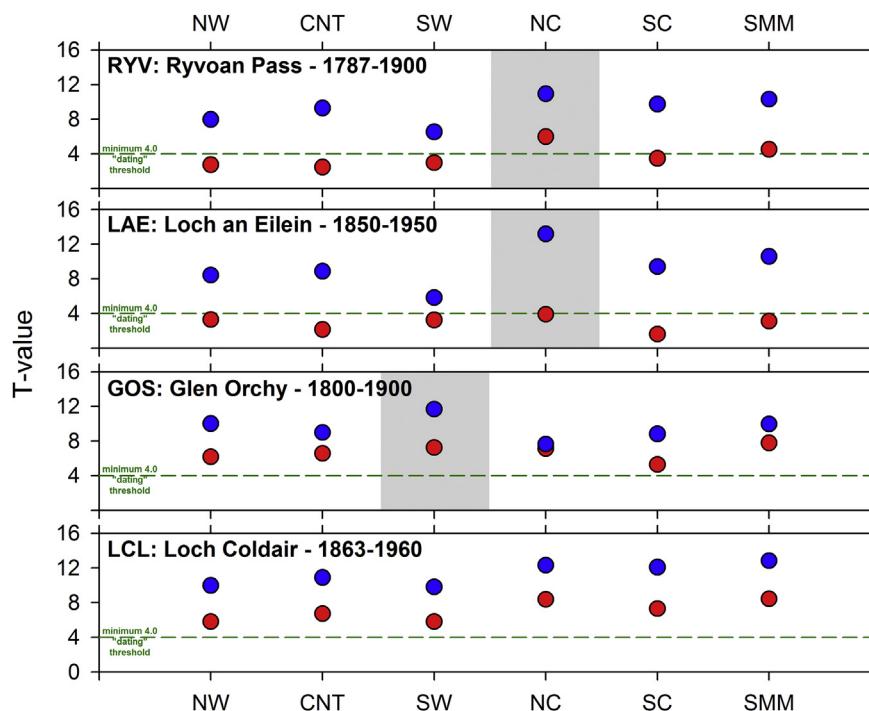 NW CNT SW NC SC SMM
T-value
16
RYV: Ryvoan Pass - 1787-1900
12
8
minimum 4.0
4
"dating"
threshold
16
LAE: Loch an Eilein - 1850-1950
12
8
minimum 4.0
4
"dating"
threshold
16
GOS: Glen Orchy - 1800-1900
12
8
minimum 4.0
4
"dating"
threshold
16
LCL: Loch Coldair - 1863-1960
12
8
minimum 4.0
4
"dating"
threshold
0
NW CNT SW NC SC SMM